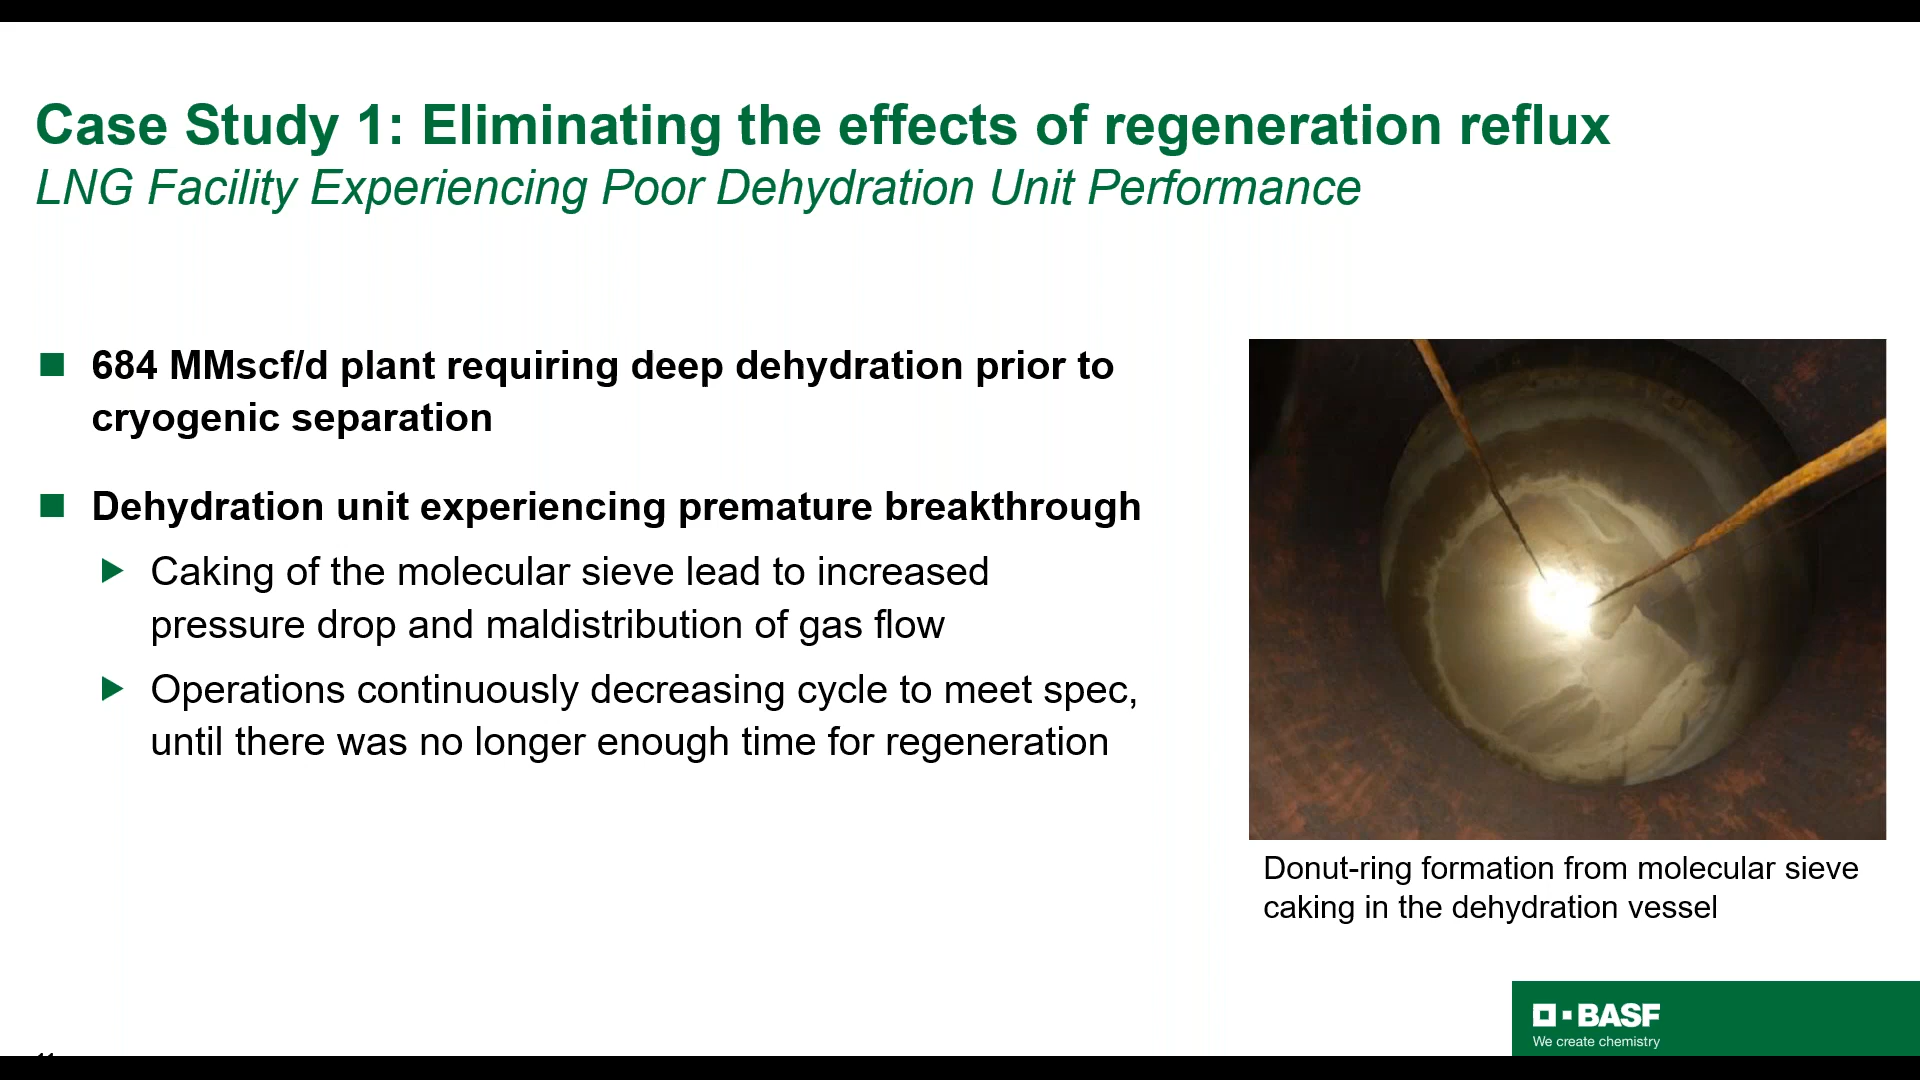 Case Study 1: Eliminating the effects of regeneration reflux
LNG Facility Experiencing Poor Dehydration Unit Performance
684 MMscf/d plant requiring deep dehydration prior to
cryogenic separation
Dehydration unit experiencing premature breakthrough
Caking of the molecular sieve lead to increased
pressure drop and maldistribution of gas flow
Operations continuously decreasing cycle to meet spec,
until there was no longer enough time for regeneration
Donut-ring formation from molecular sieve
caking in the dehydration vessel
BASF
We create chemistry